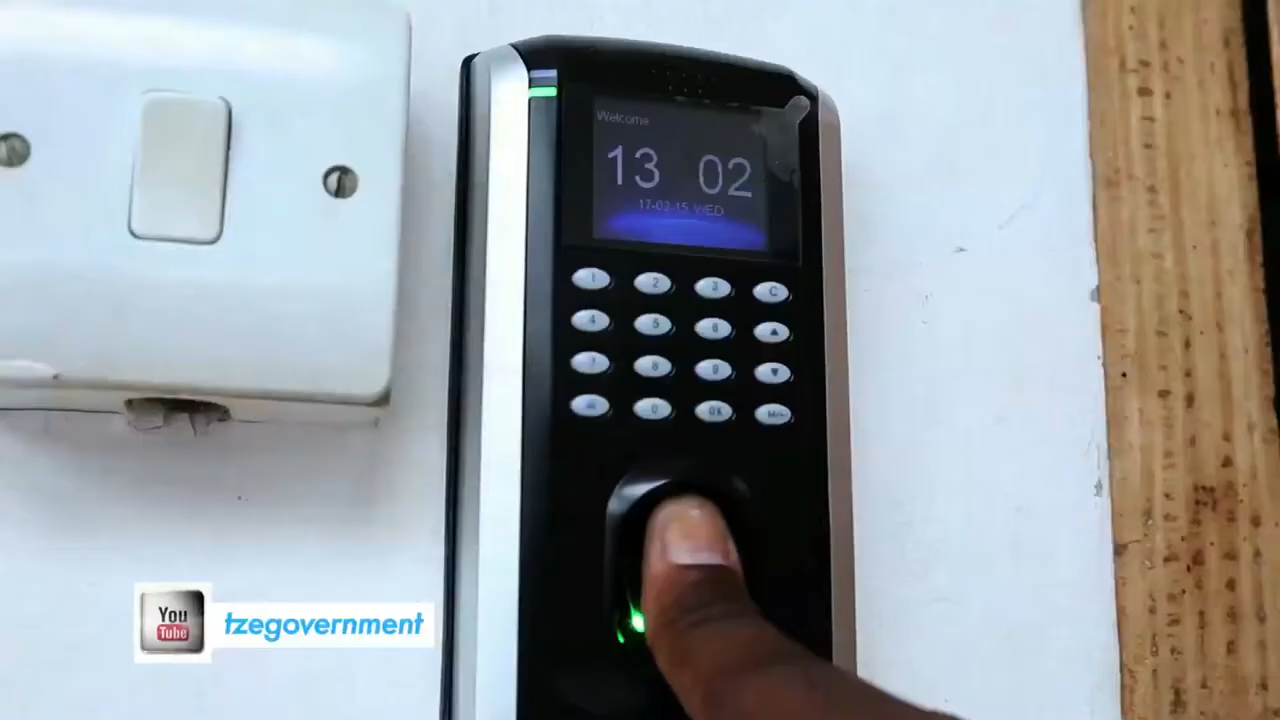 Welcome
13 02
17-02-15 WED
1 2 3 C
4 5 6 ▲
7 8 9 ▼
0 OK
You
Tube
tzegovernment